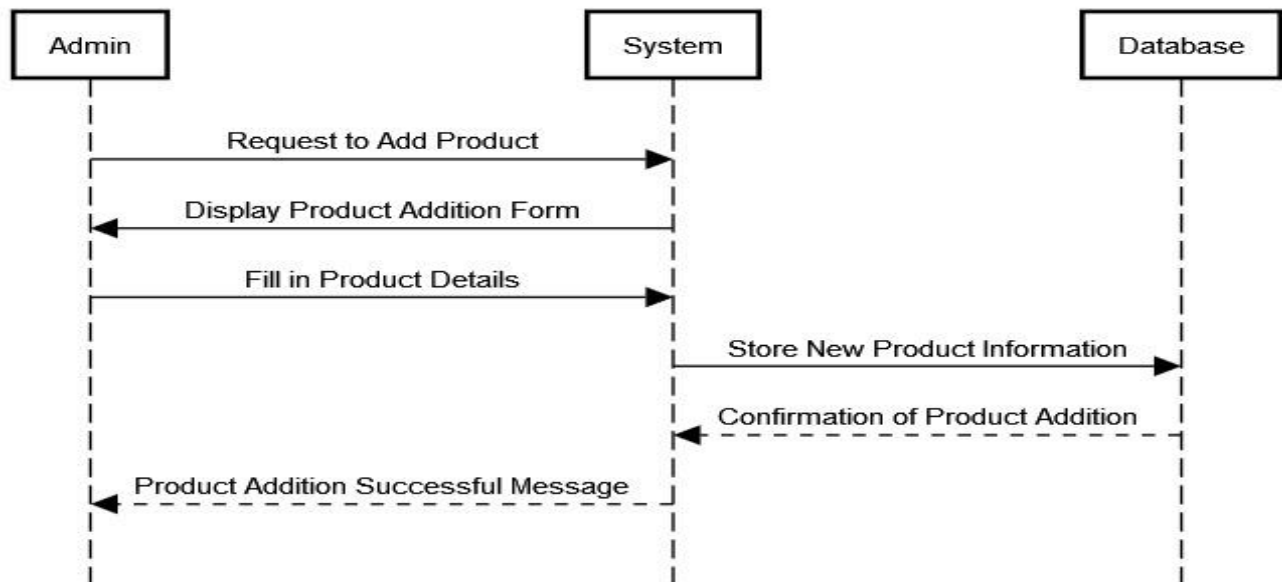 Admin
System
Database
Request to Add Product
Display Product Addition Form
Fill in Product Details
Store New Product Information
Confirmation of Product Addition
Product Addition Successful Message